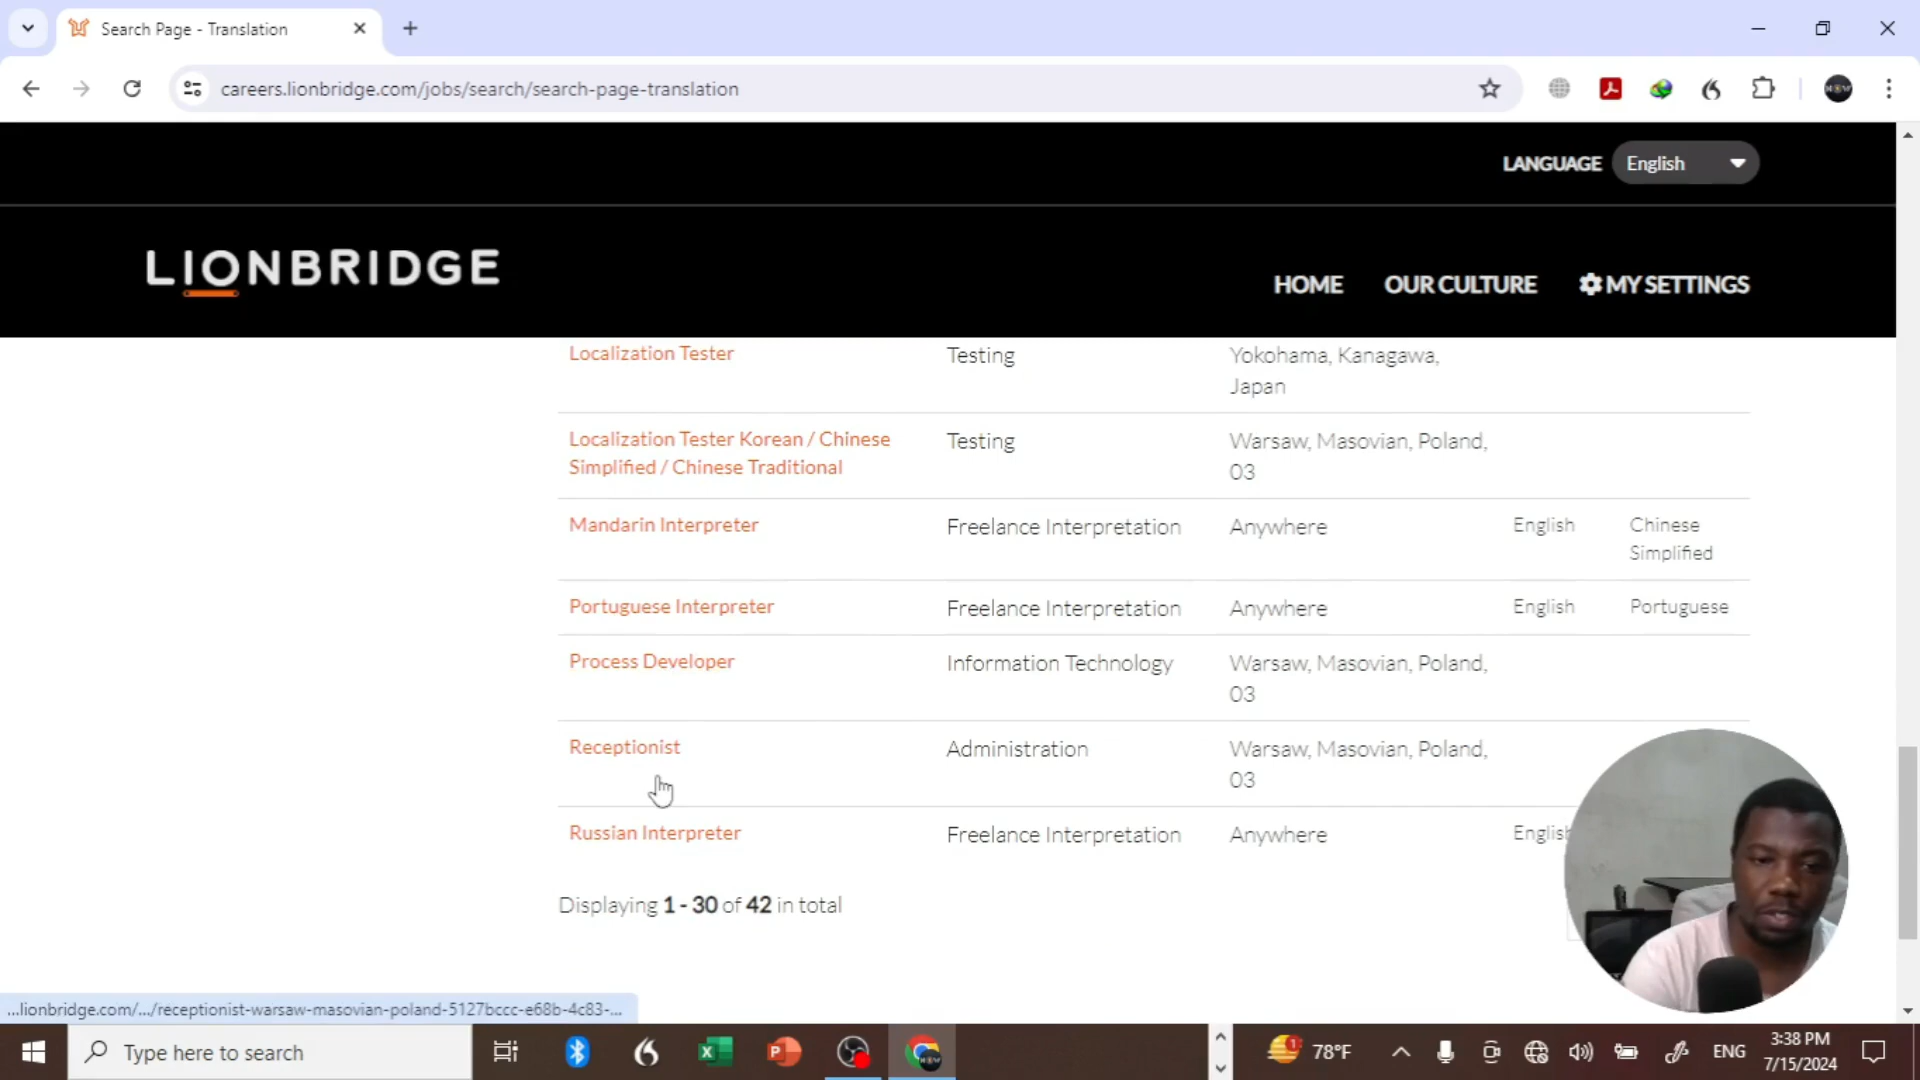 Search Page - Translation
careers.lionbridge.com/jobs/search/search-page-translation
LANGUAGE English
LIONBRIDGE
HOME OUR CULTURE MY SETTINGS
Localization Tester Testing Yokohama, Kanagawa,
Japan
Localization Tester Korean / Chinese Testing Warsaw, Masovian, Poland,
Simplified / Chinese Traditional 03
Mandarin Interpreter Freelance Interpretation Anywhere English Chinese
Simplified
Portuguese Interpreter Freelance Interpretation Anywhere English Portuguese
Process Developer Information Technology Warsaw, Masovian, Poland,
03
Receptionist Administration Warsaw, Masovian, Poland,
03
Russian Interpreter Freelance Interpretation Anywhere English
Displaying 1 - 30 of 42 in total
...lionbridge.com/.../receptionist-warsaw-masovian-poland-5127bccc-e68b-4c83-...
Type here to search
1 78°F
ENG
3:38 PM
7/15/2024